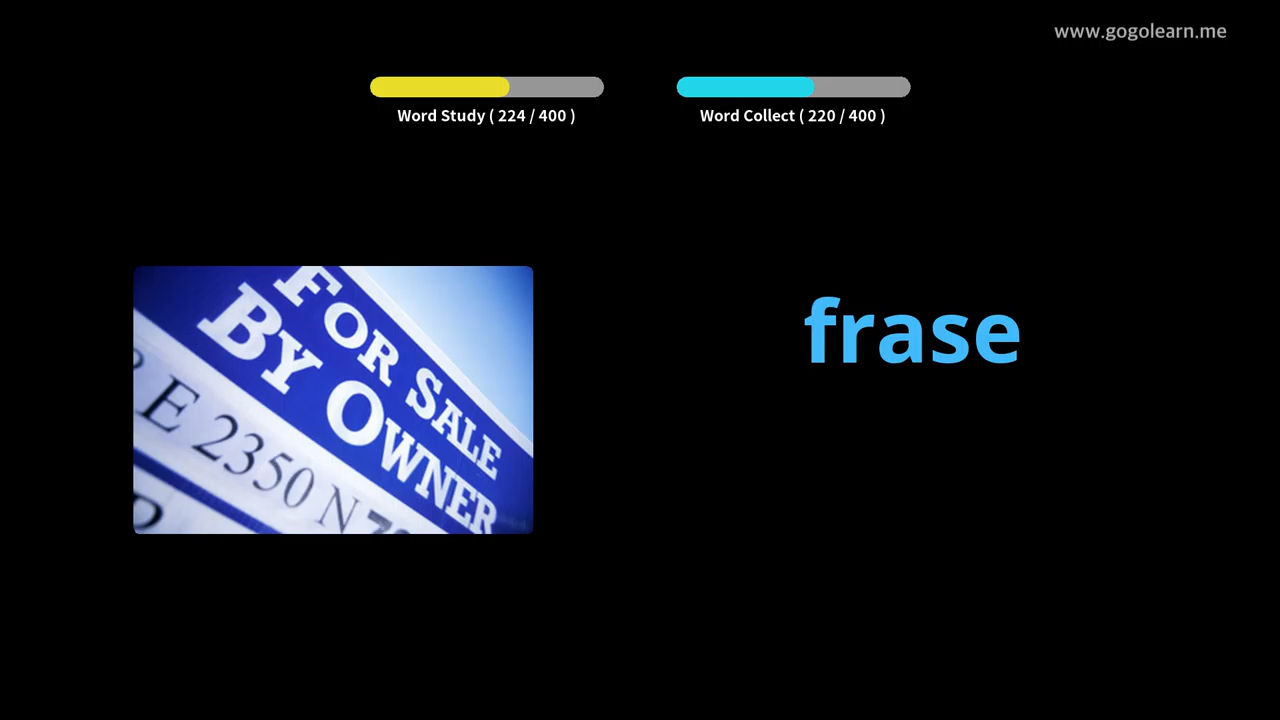 www.gogolearn.me
Word Study ( 224 / 400 )
Word Collect ( 220 / 400 )
FOR SALE
BY OWNER
E 2350 N
frase